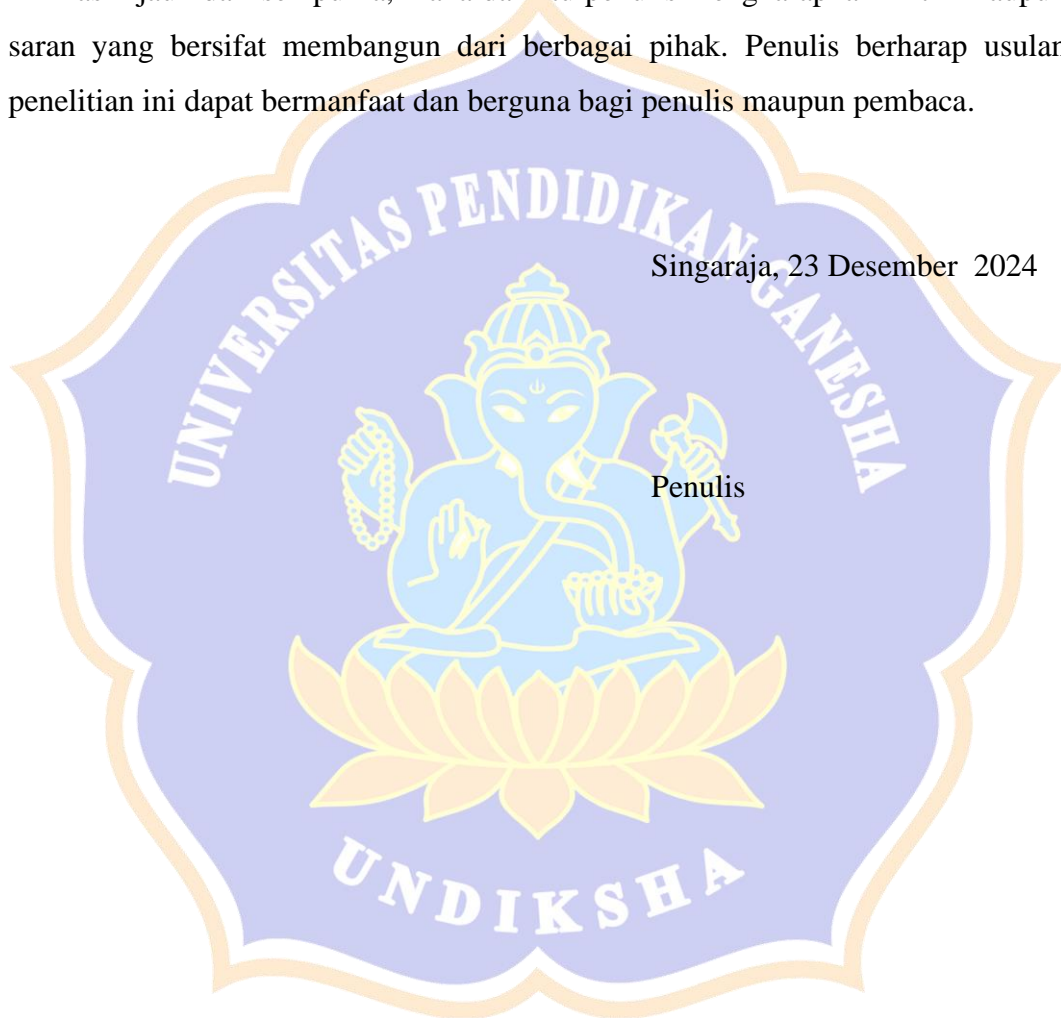 saran yang bersifat membangun dari berbagai pihak. Penulis berharap usulan
penelitian ini dapat bermanfaat dan berguna bagi penulis maupun pembaca.
UNIVERSITAS PENDIDIKAN GANESHA
Singaraja, 23 Desember 2024
Penulis
UNDIKSHA